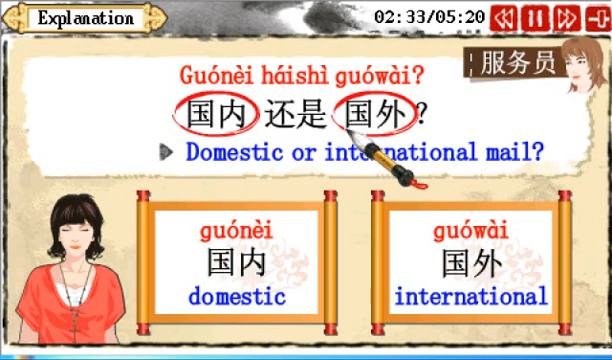 Explanation
02:33/05:20
服务员
Guónèi háishì guówài?
国内 还是 国外?
Domestic or international mail?
guónèi
国内
domestic
guówài
国外
international